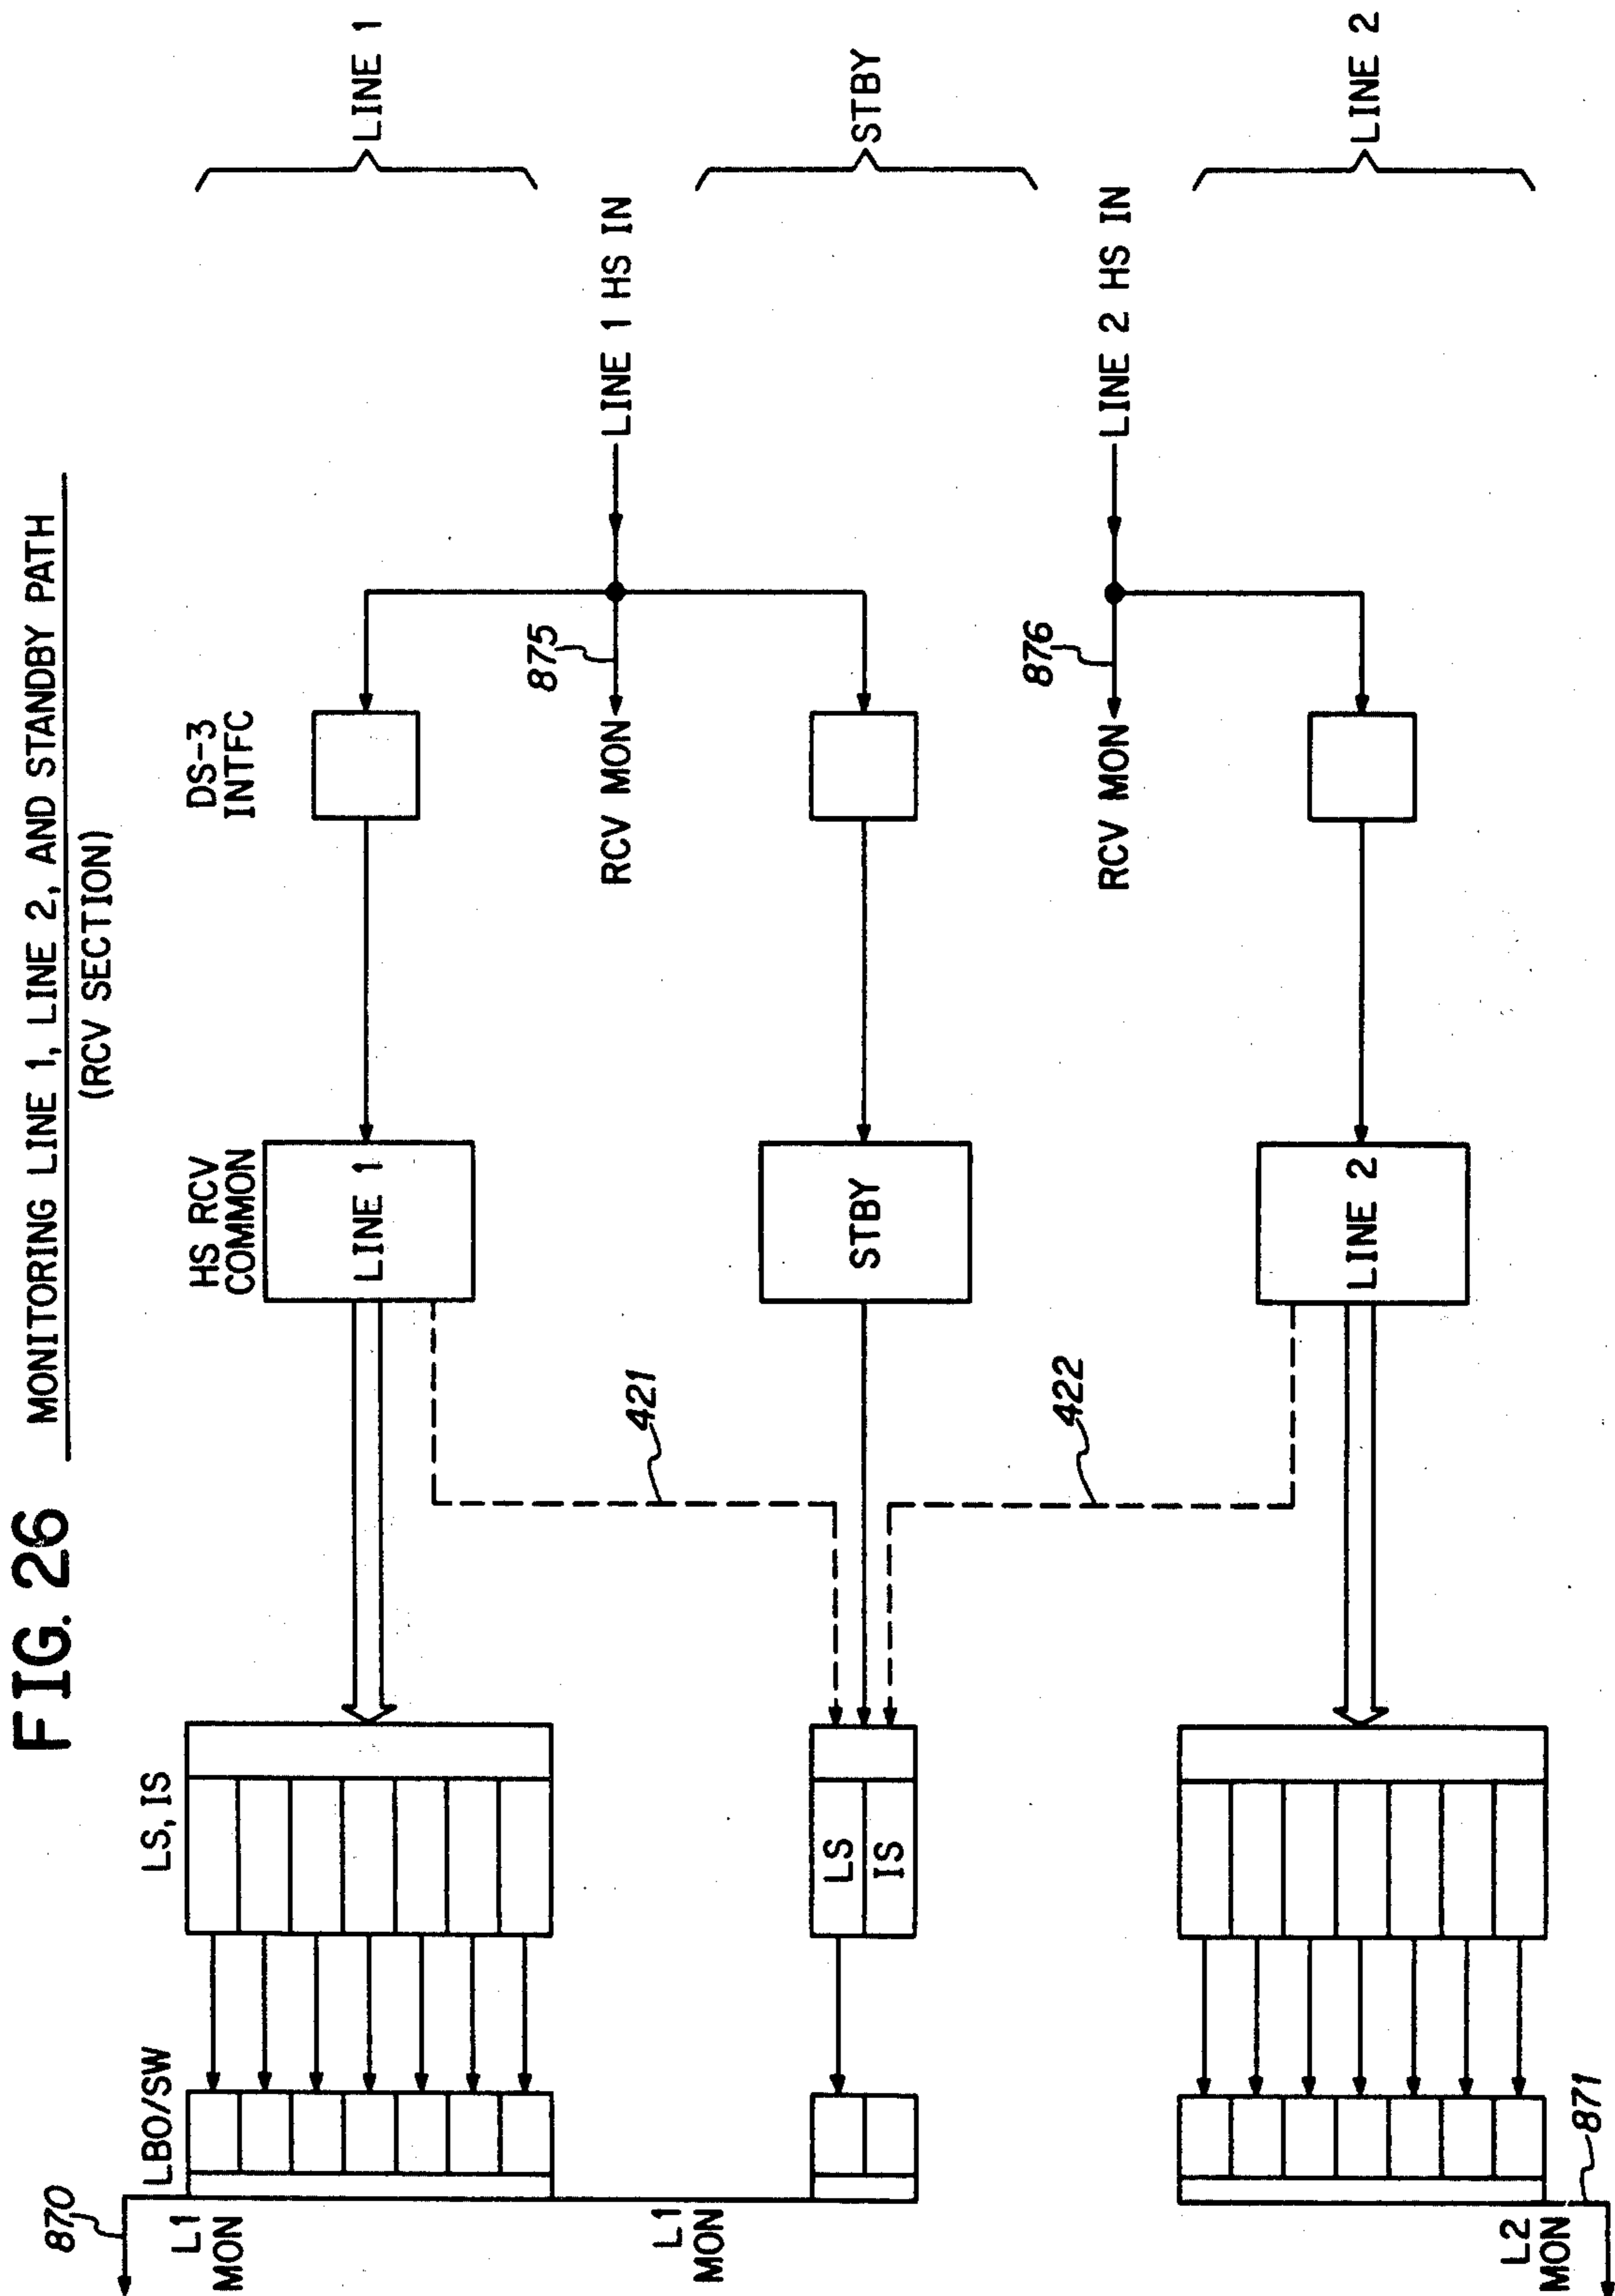 FIG. 26
MONITORING LINE 1, LINE 2, AND STANDBY PATH
(RCV SECTION)
870
L1
MON
LBO/SW
LS, IS
HS RCV
COMMON
LINE 1
DS-3
INTFC
LINE 1
421
875
RCV MON
LINE 1 HS IN
L1
MON
LS
IS
STBY
STBY
422
876
RCV MON
LINE 2 HS IN
L2
MON
871
LINE 2
LINE 2